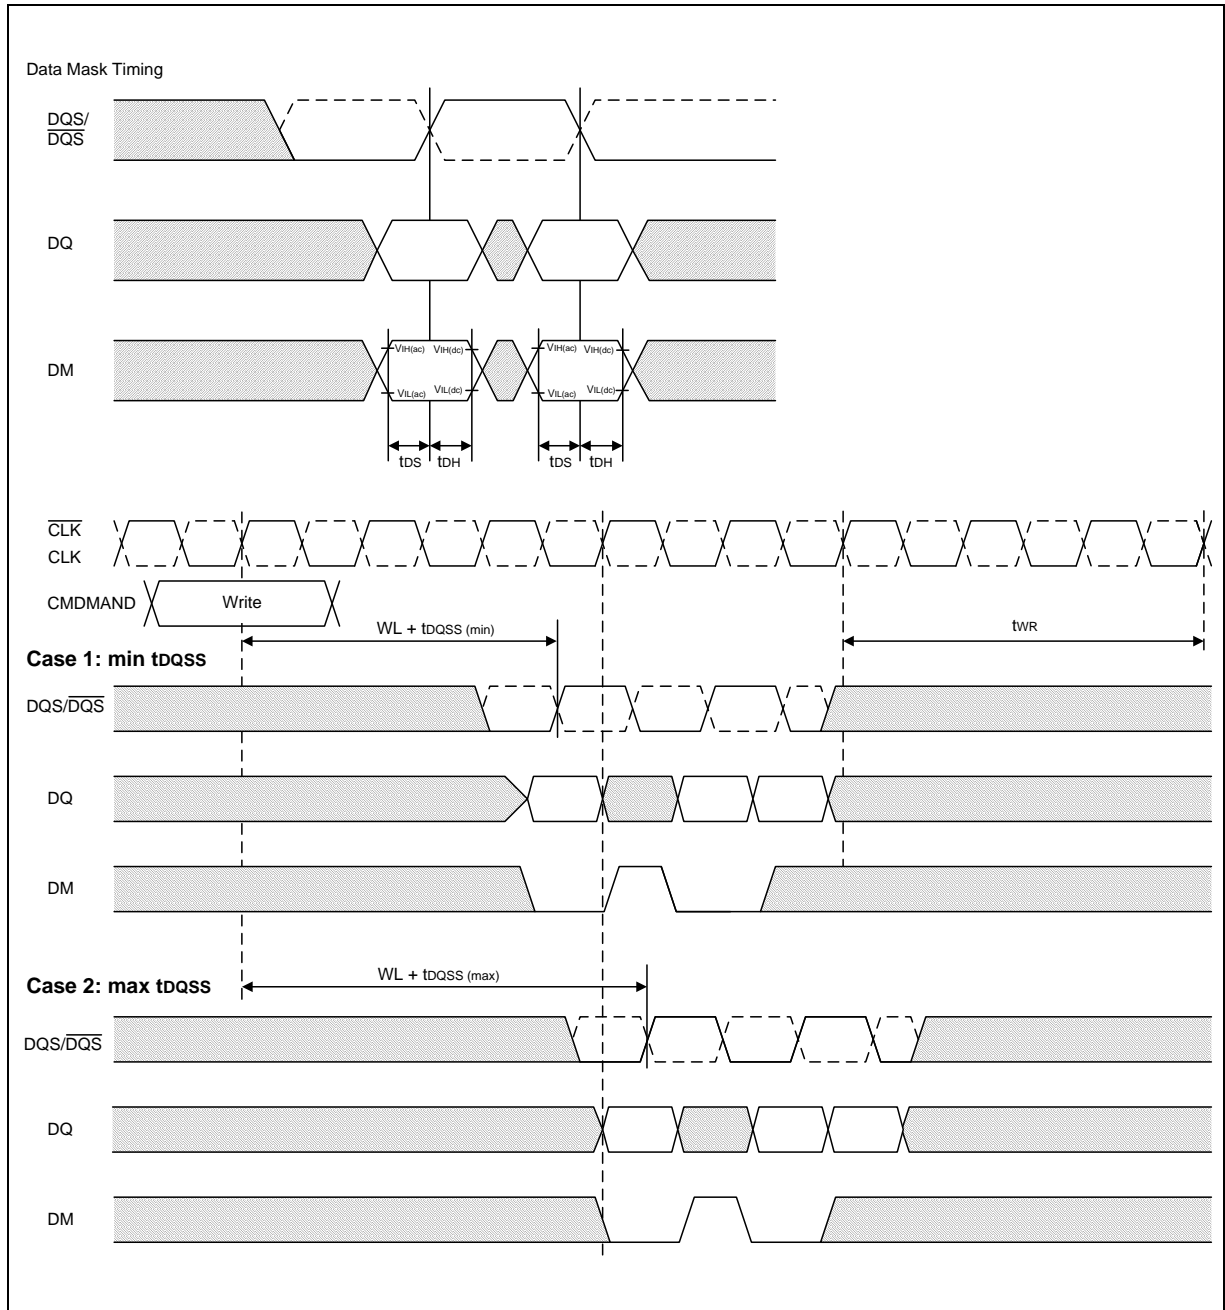 Data Mask Timing
DQS/
DQS
DQ
DM
VIH(ac) VIH(dc) VIH(ac) VIH(dc)
VIL(ac) VIL(dc) VIL(ac) VIL(dc)
tDS tDH tDS tDH
CLK
CLK
CMDMAND Write
WL + tDQSS (min) tWR
Case 1: min tDQSS
DQS/DQS
DQ
DM
WL + tDQSS (max)
Case 2: max tDQSS
DQS/DQS
DQ
DM